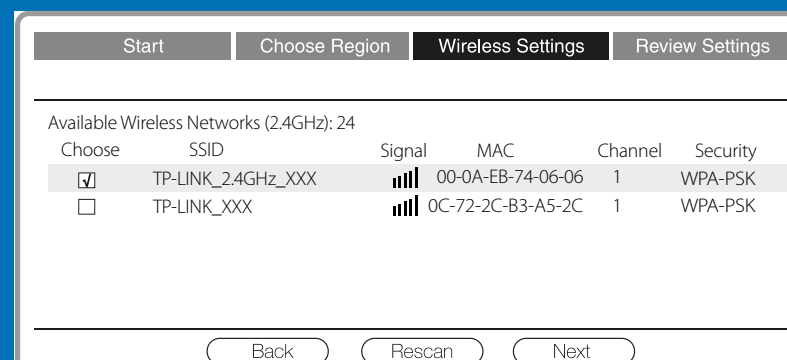 Start Choose Region Wireless Settings Review Settings
Available Wireless Networks (2.4GHz): 24
Choose SSID Signal MAC Channel Security
TP-LINK_2.4GHz_XXX 00-0A-EB-74-06-06 1 WPA-PSK
TP-LINK_XXX 0C-72-2C-B3-A5-2C 1 WPA-PSK
Back Rescan Next